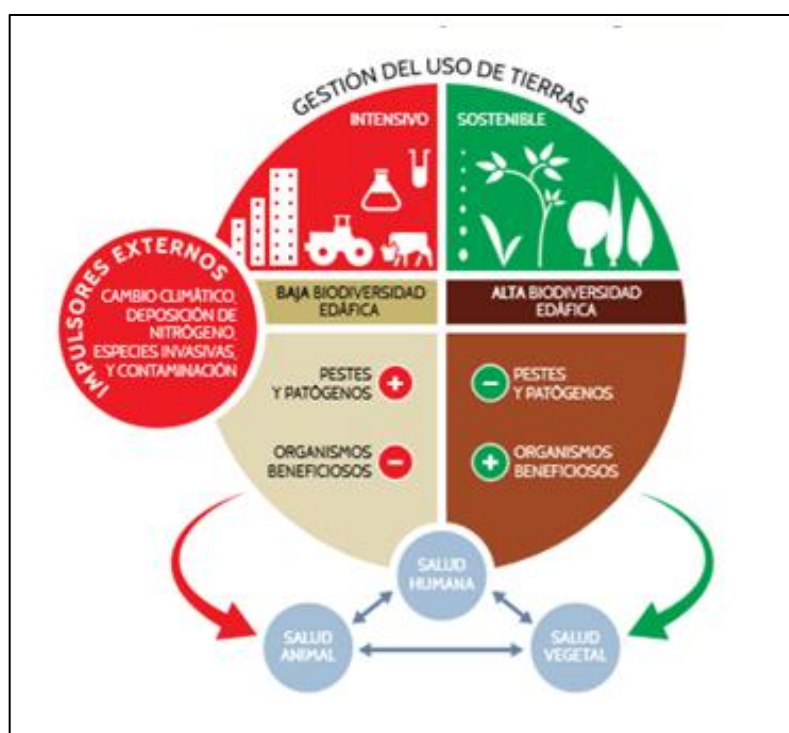 GESTIÓN DEL USO DE TIERRAS
INTENSIVO
SOSTENIBLE
IMPULSORES EXTERNOS
CAMBIO CLIMÁTICO,
DEPOSICIÓN DE
NITRÓGENO,
ESPECIES INVASIVAS,
Y CONTAMINACIÓN
BAJA BIODIVERSIDAD
EDÁFICA
ALTA BIODIVERSIDAD
EDÁFICA
PESTES
Y PATÓGENOS
ORGANISMOS
BENEFICIOSOS
PESTES
Y PATÓGENOS
ORGANISMOS
BENEFICIOSOS
SALUD
HUMANA
SALUD
ANIMAL
SALUD
VEGETAL